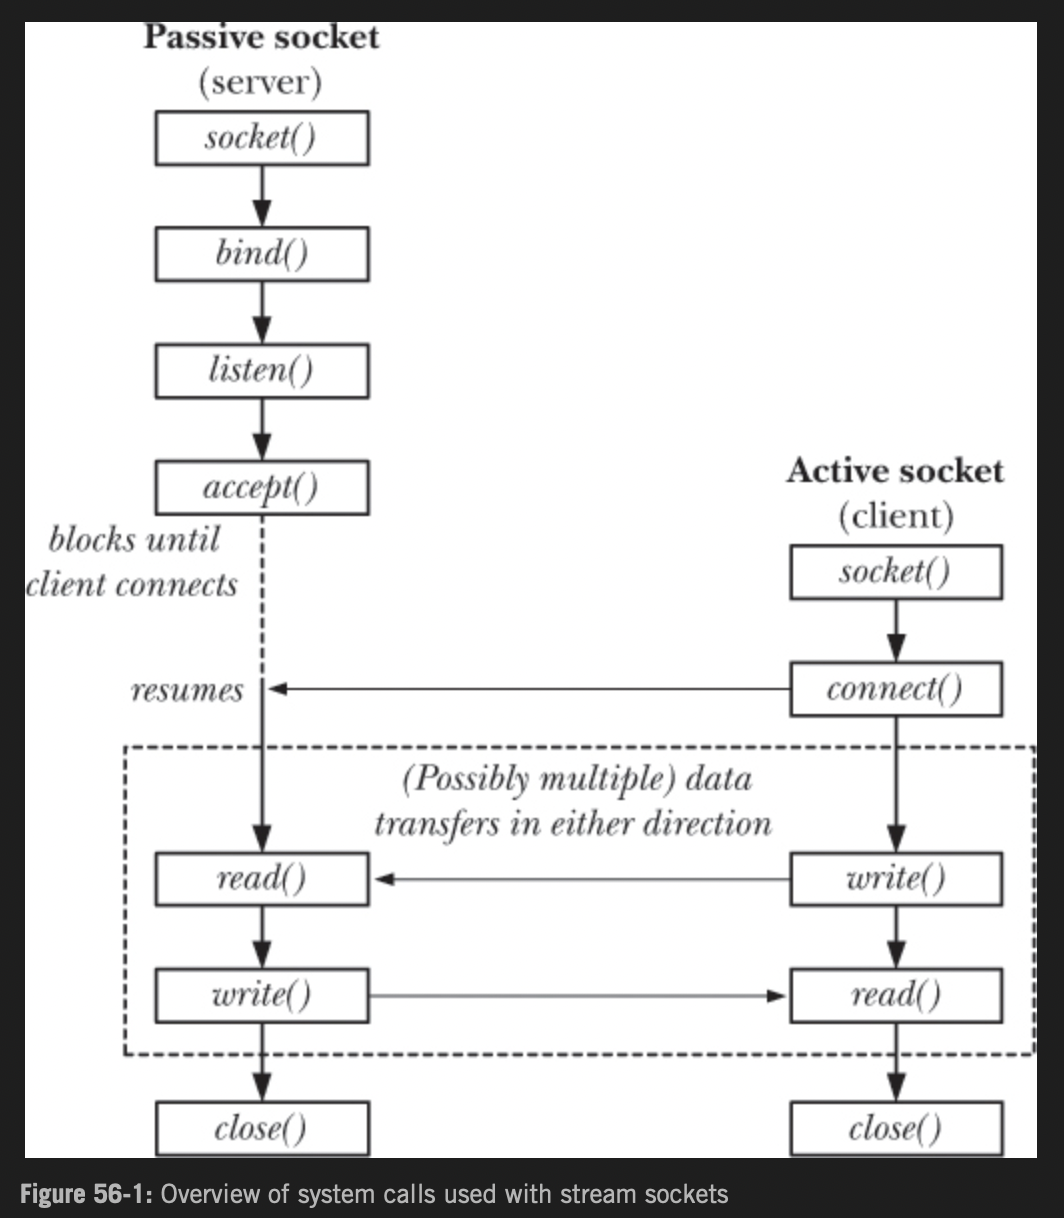 Passive socket
(server)
socket()
bind()
listen()
accept()
blocks until
client connects
Active socket
(client)
socket()
resumes
connect()
(Possibly multiple) data
transfers in either direction
read()
write()
write()
read()
close()
close()
Figure 56-1: Overview of system calls used with stream sockets